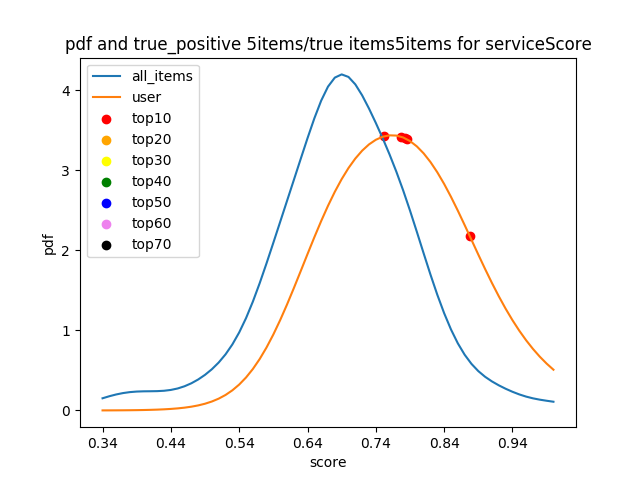 pdf and true_positive 5items/true items5items for serviceScore
all_items
user
top10
top20
top30
top40
top50
top60
top70
pdf
4
3
2
1
0
0.34 0.44 0.54 0.64 0.74 0.84 0.94
score